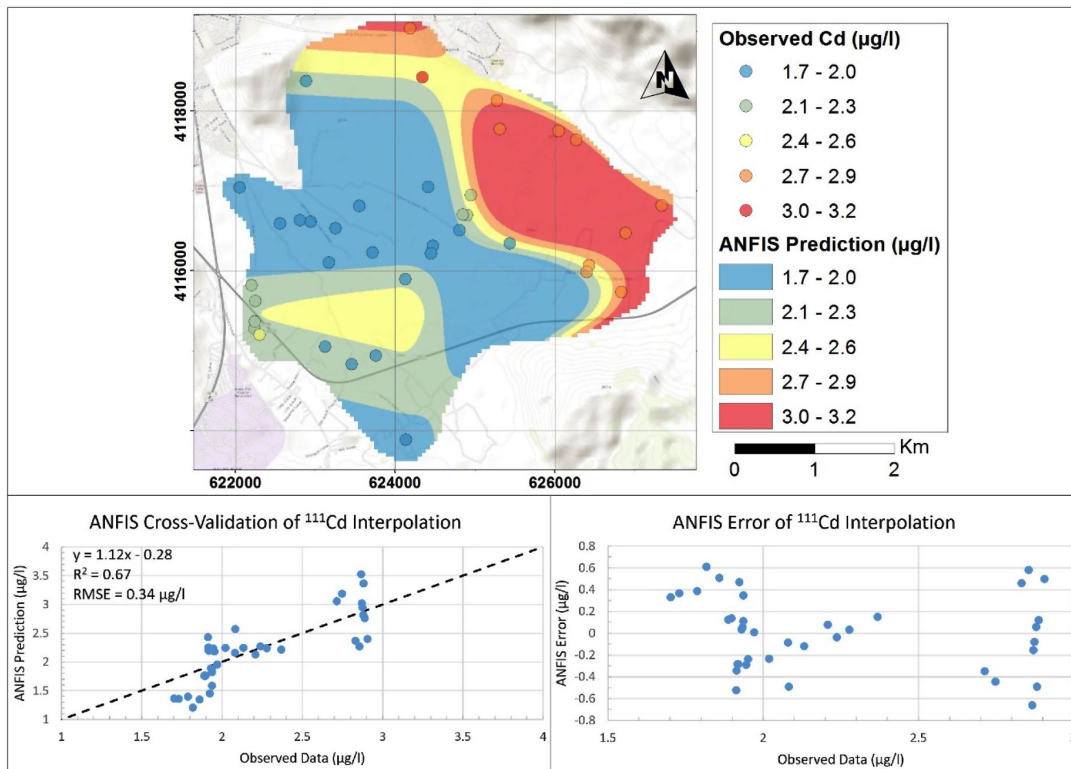 Observed Cd (µg/l)
1.7 - 2.0
2.1 - 2.3
2.4 - 2.6
2.7 - 2.9
3.0 - 3.2
ANFIS Prediction (µg/l)
1.7 - 2.0
2.1 - 2.3
2.4 - 2.6
2.7 - 2.9
3.0 - 3.2
Km
0 1 2
N
4118000
4116000
622000 624000 626000
ANFIS Cross-Validation of ¹¹¹Cd Interpolation
y = 1.12x - 0.28
R² = 0.67
RMSE = 0.34 µg/l
ANFIS Prediction (µg/l)
4
3.5
3
2.5
2
1.5
1
1 1.5 2 2.5 3 3.5 4
Observed Data (µg/l)
ANFIS Error of ¹¹¹Cd Interpolation
ANFIS Error (µg/l)
0.8
0.6
0.4
0.2
0
-0.2
-0.4
-0.6
-0.8
1.5 2 2.5 3
Observed Data (µg/l)